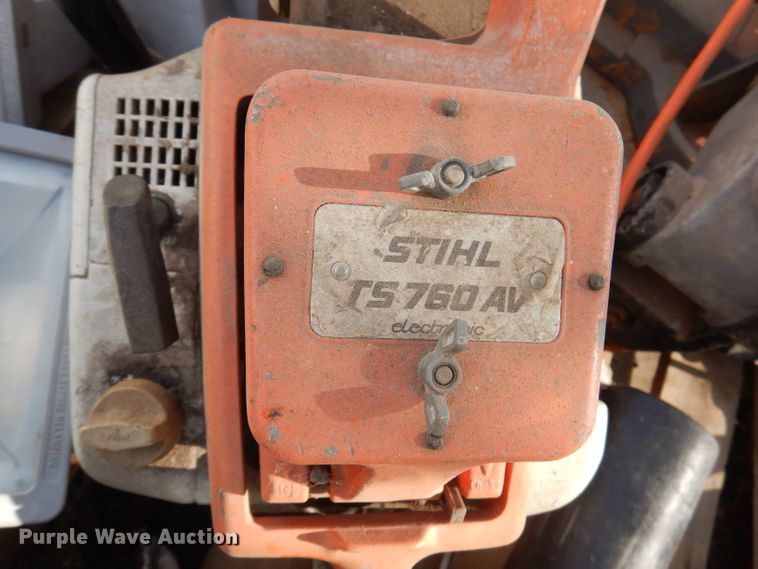 STIHL
TS 760 AV
electronic
Purple Wave Auction